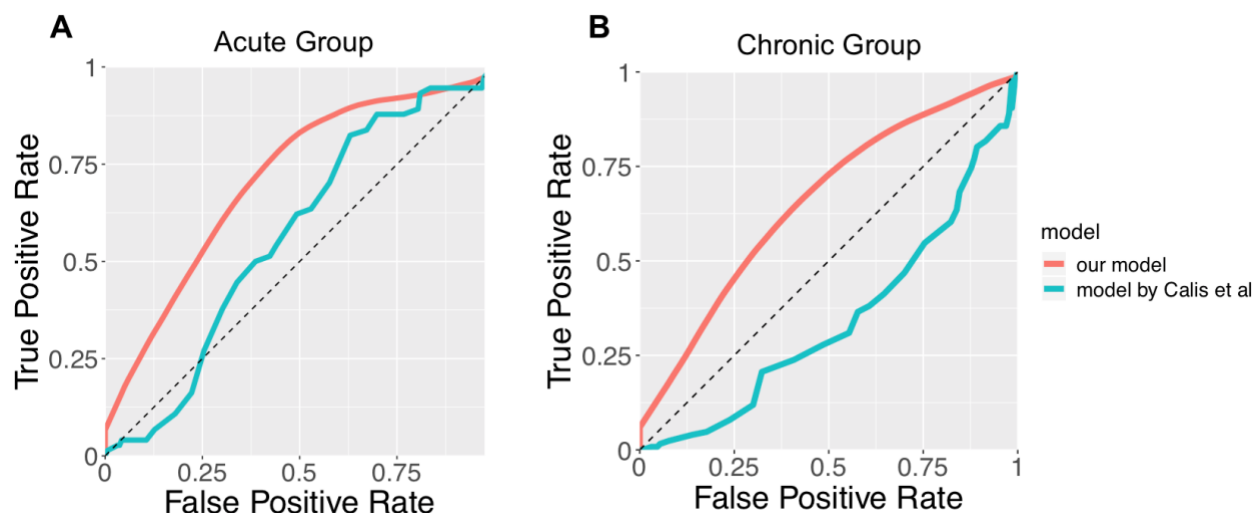 A
Acute Group
True Positive Rate
1
0.75
0.5
0.25
0
0
0.25
0.5
0.75
False Positive Rate
B
Chronic Group
True Positive Rate
1
0.75
0.5
0.25
0
0
0.25
0.5
0.75
1
False Positive Rate
model
our model
model by Calis et al